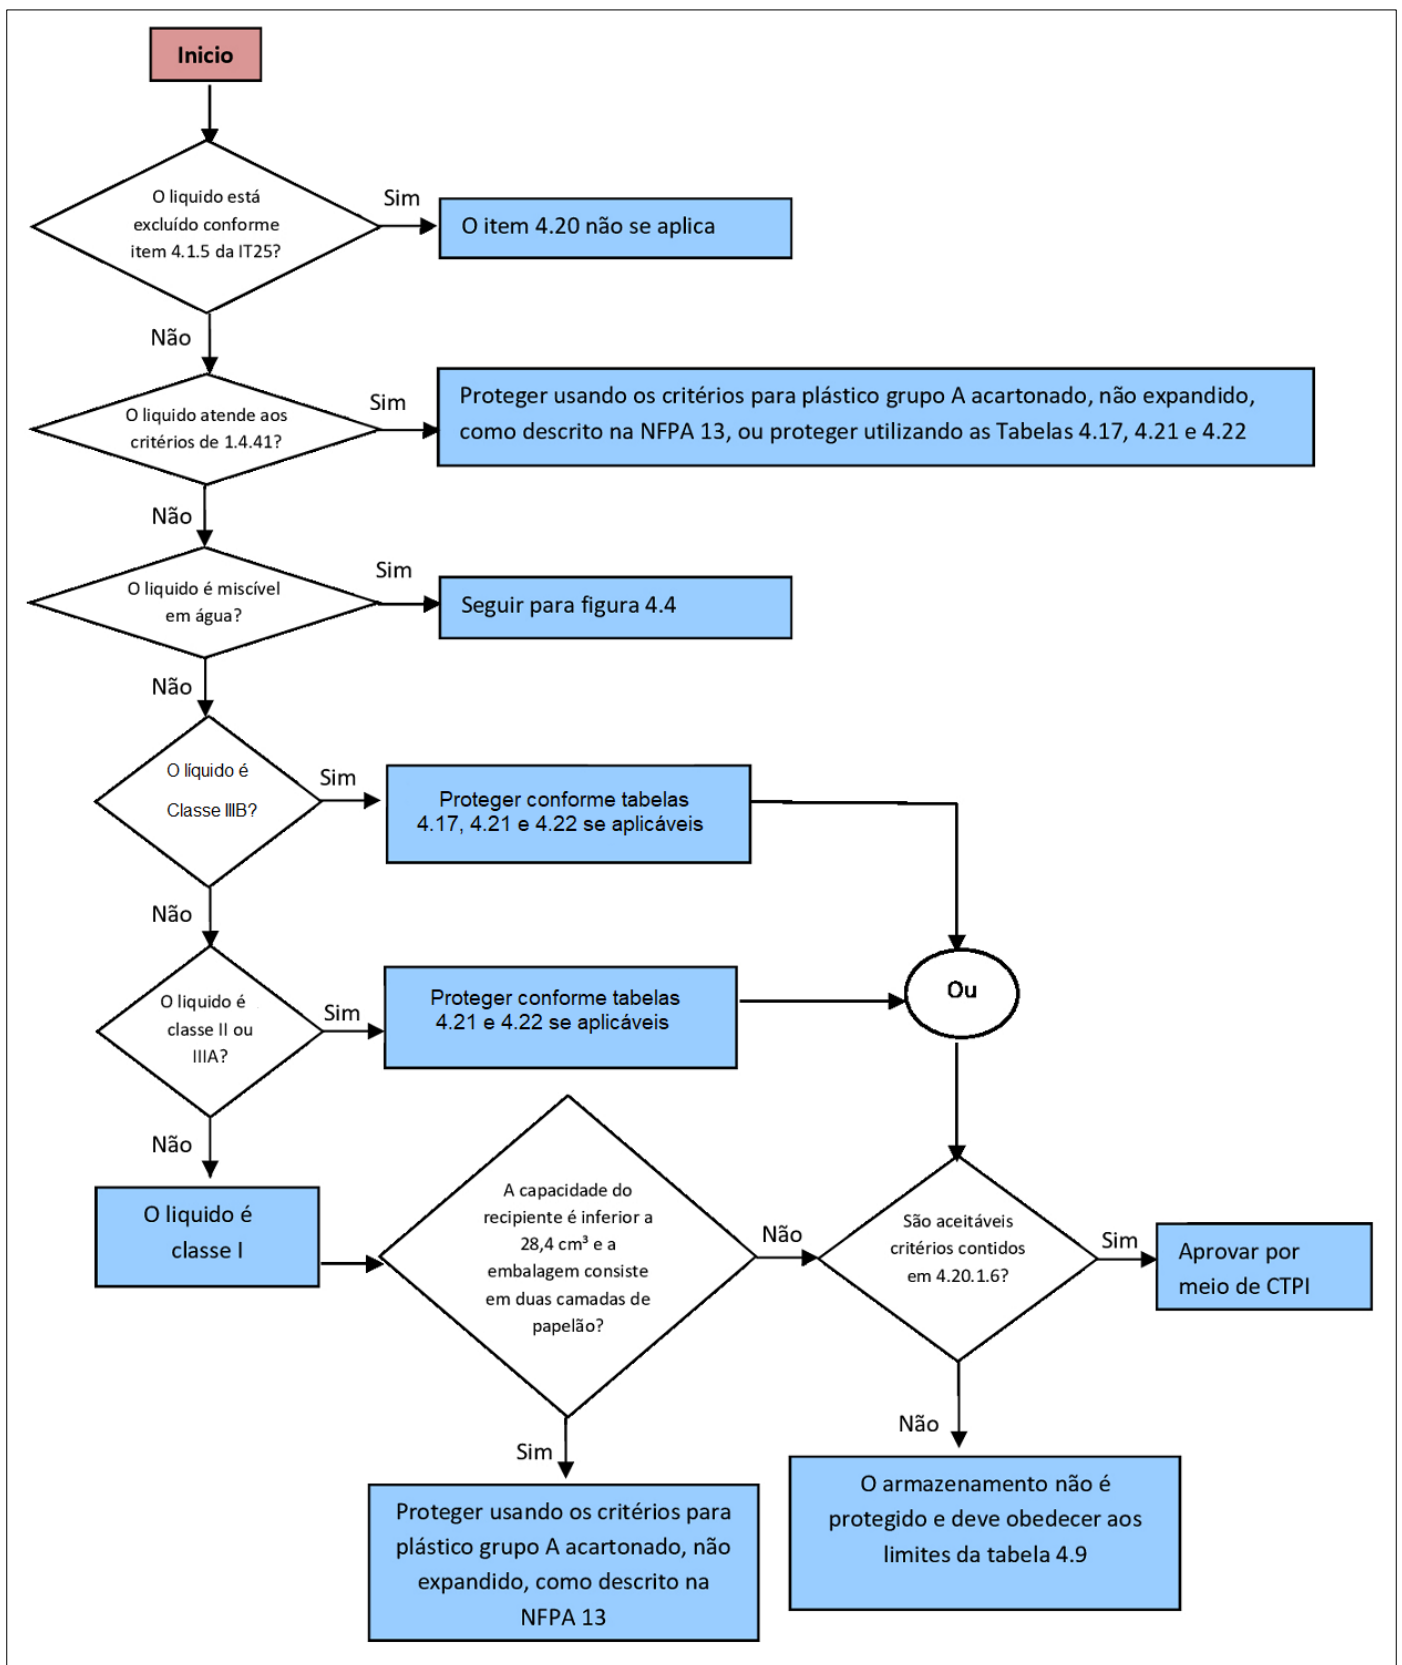 Inicio
O liquido está
excluído conforme
item 4.1.5 da IT25?
Sim
O item 4.20 não se aplica
Não
O liquido atende aos
critérios de 1.4.41?
Sim
Proteger usando os critérios para plástico grupo A acartonado, não expandido,
como descrito na NFPA 13, ou proteger utilizando as Tabelas 4.17, 4.21 e 4.22
Não
O liquido é miscível
em água?
Sim
Seguir para figura 4.4
Não
O líquido é
Classe IIIB?
Sim
Proteger conforme tabelas
4.17, 4.21 e 4.22 se aplicáveis
Não
O liquido é
classe II ou
IIIA?
Sim
Proteger conforme tabelas
4.21 e 4.22 se aplicáveis
Ou
Não
O liquido é
classe I
A capacidade do
recipiente é inferior a
28,4 cm³ e a
embalagem consiste
em duas camadas de
papelão?
Não
São aceitáveis
critérios contidos
em 4.20.1.6?
Sim
Aprovar por
meio de CTPI
Sim
Proteger usando os critérios para
plástico grupo A acartonado, não
expandido, como descrito na
NFPA 13
Não
O armazenamento não é
protegido e deve obedecer aos
limites da tabela 4.9